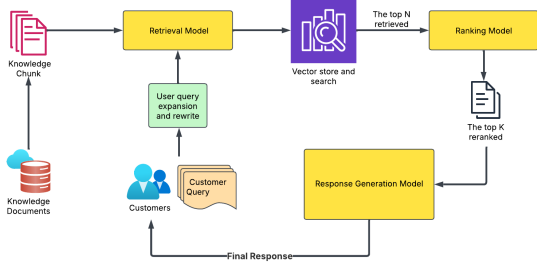 Knowledge
Chunk
Retrieval Model
Vector store and
search
The top N
retrieved
Ranking Model
User query
expansion
and rewrite
The top K
reranked
Knowledge
Documents
Customers
Customer
Query
Response Generation Model
Final Response